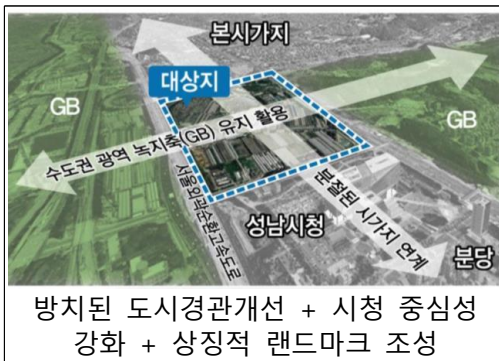 본시가지
대상지
GB
GB
수도권 광역 녹지축(GB) 유지 활용
서울외곽순환고속도로
성남시청
분절된 시가지 연계
분당
방치된 도시경관개선 + 시청 중심성
강화 + 상징적 랜드마크 조성